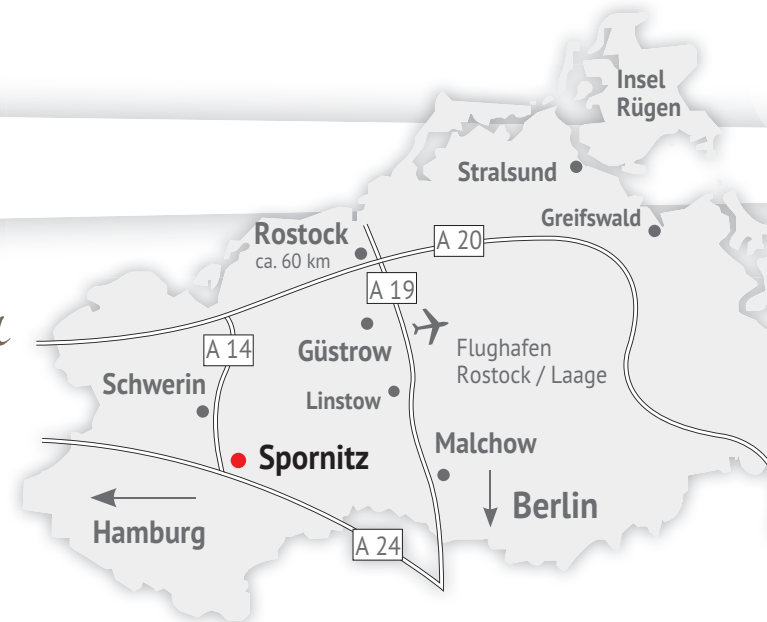 Insel
Rügen
Stralsund
Greifswald
Rostock
ca. 60 km
A 20
A 19
A 14
Güstrow
Flughafen
Rostock / Laage
Schwerin
Linstow
Spornitz
Malchow
Berlin
Hamburg
A 24